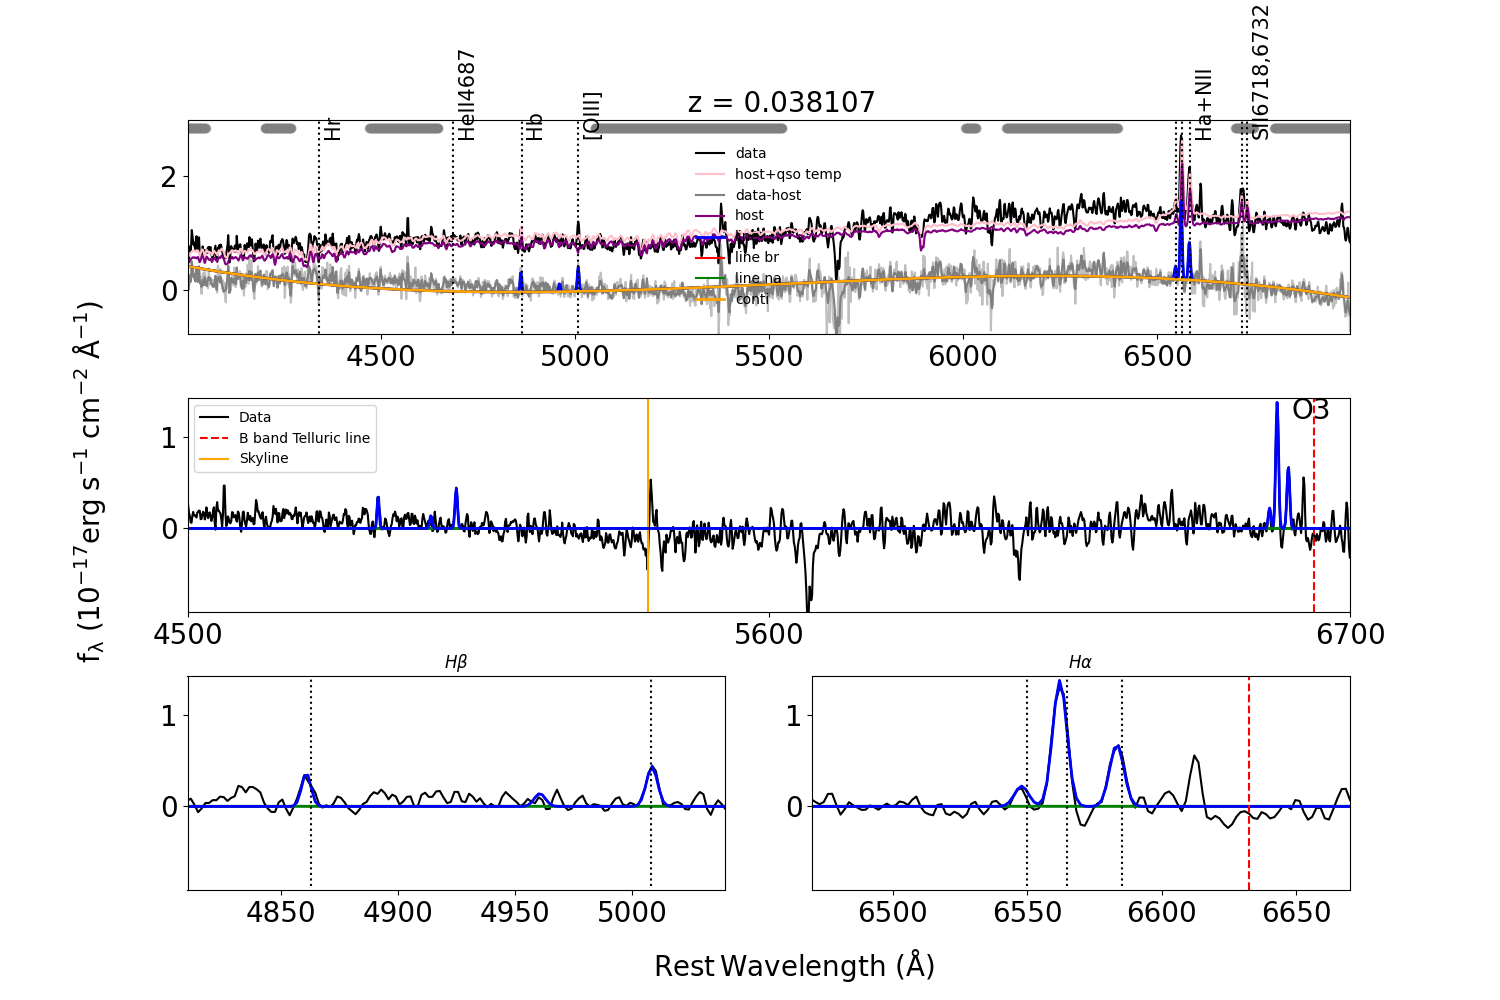 z = 0.038107
Hr
HeII4687
Hb
[OIII]
Ha+NII
SII6718,6732
data
host+qso temp
data-host
host
line br
line na
conti
2
0
4500 5000 5500 6000 6500
Data
B band Telluric line
Skyline
O3
1
0
4500 5600 6700
fλ (10⁻¹⁷erg s⁻¹ cm⁻² Å⁻¹)
Hβ
1
0
4850 4900 4950 5000
Hα
1
0
6500 6550 6600 6650
Rest Wavelength (Å)